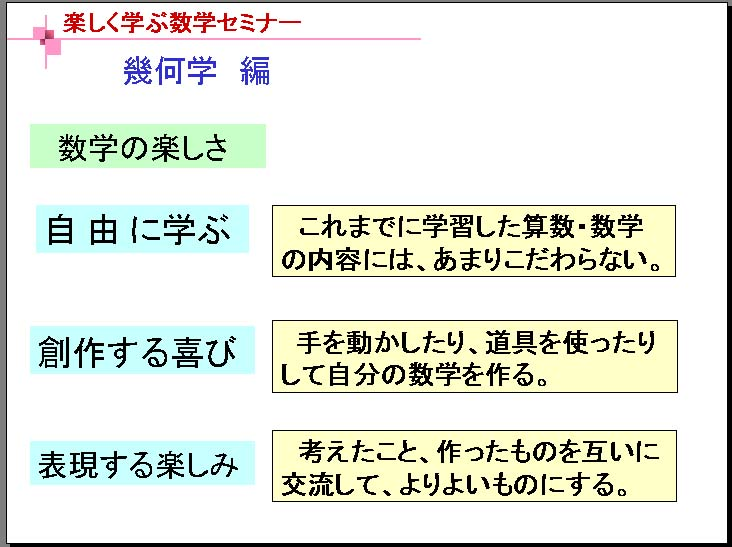 楽しく学ぶ数学セミナー
幾何学　編
数学の楽しさ
自 由 に学ぶ
これまでに学習した算数・数学
の内容には、あまりこだわらない。
創作する喜び
手を動かしたり、道具を使ったり
して自分の数学を作る。
表現する楽しみ
考えたこと、作ったものを互いに
交流して、よりよいものにする。